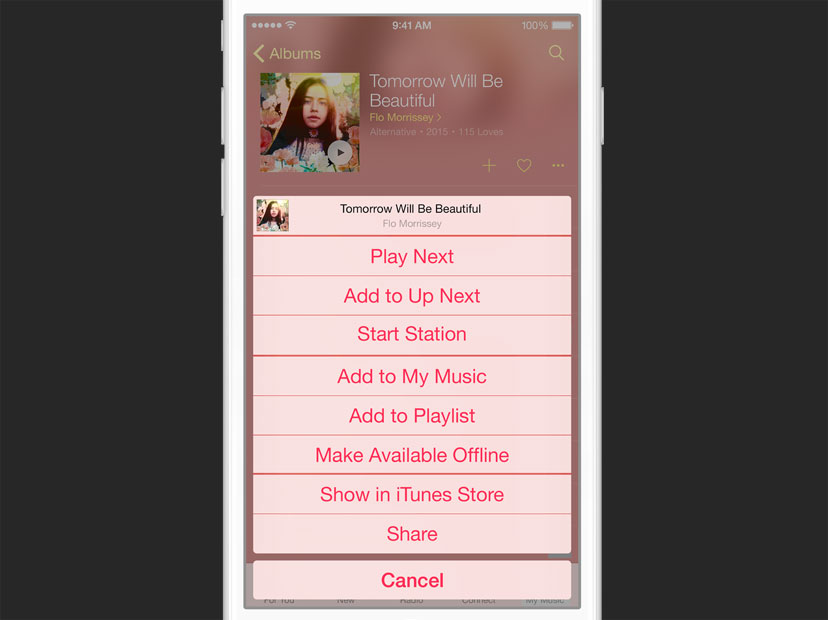 9:41 AM 100%
Albums
Tomorrow Will Be
Beautiful
Flo Morrissey >
Alternative • 2015 • 115 Loves
Tomorrow Will Be Beautiful
Flo Morrissey
Play Next
Add to Up Next
Start Station
Add to My Music
Add to Playlist
Make Available Offline
Show in iTunes Store
Share
Cancel
For You New Radio Connect My Music